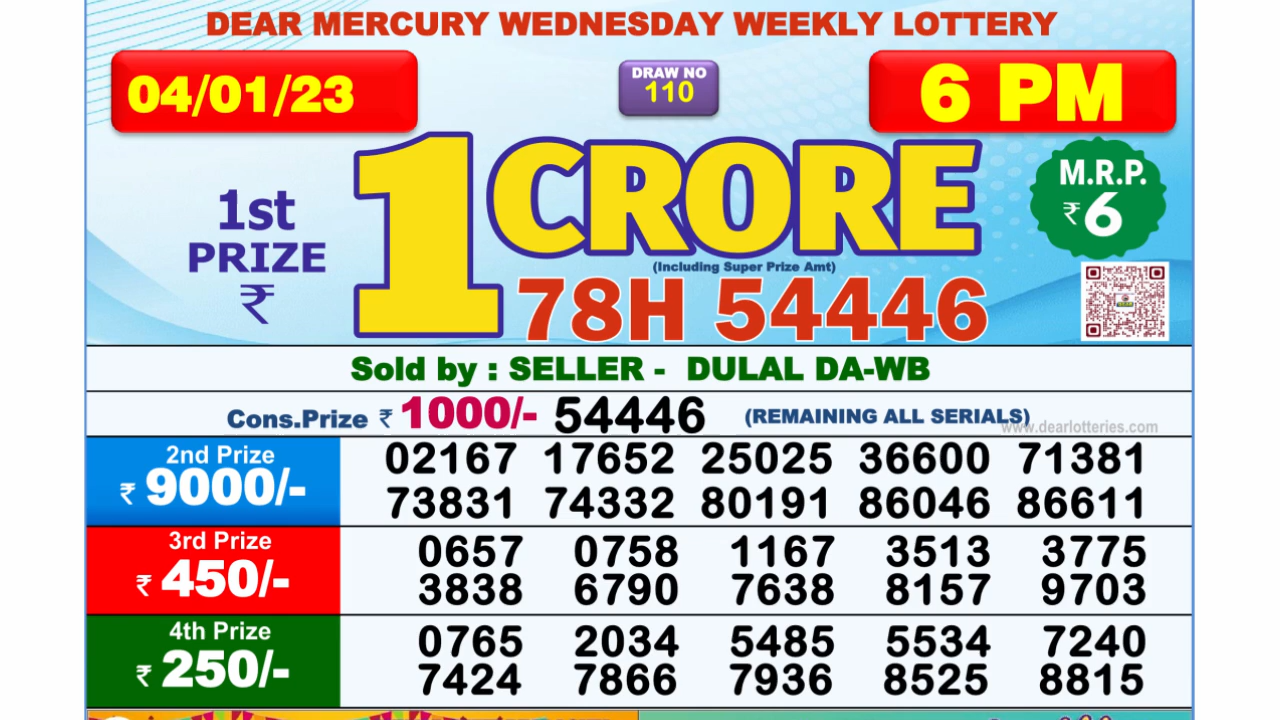 DEAR MERCURY WEDNESDAY WEEKLY LOTTERY
04/01/23
DRAW NO
110
6 PM
1st
PRIZE
₹
1 CRORE
(Including Super Prize Amt)
78H 54446
M.R.P.
₹ 6
Sold by : SELLER - DULAL DA-WB
Cons.Prize ₹ 1000/- 54446 (REMAINING ALL SERIALS)
www.dearlotteries.com
2nd Prize
₹ 9000/-
02167 17652 25025 36600 71381
73831 74332 80191 86046 86611
3rd Prize
₹ 450/-
0657 0758 1167 3513 3775
3838 6790 7638 8157 9703
4th Prize
₹ 250/-
0765 2034 5485 5534 7240
7424 7866 7936 8525 8815